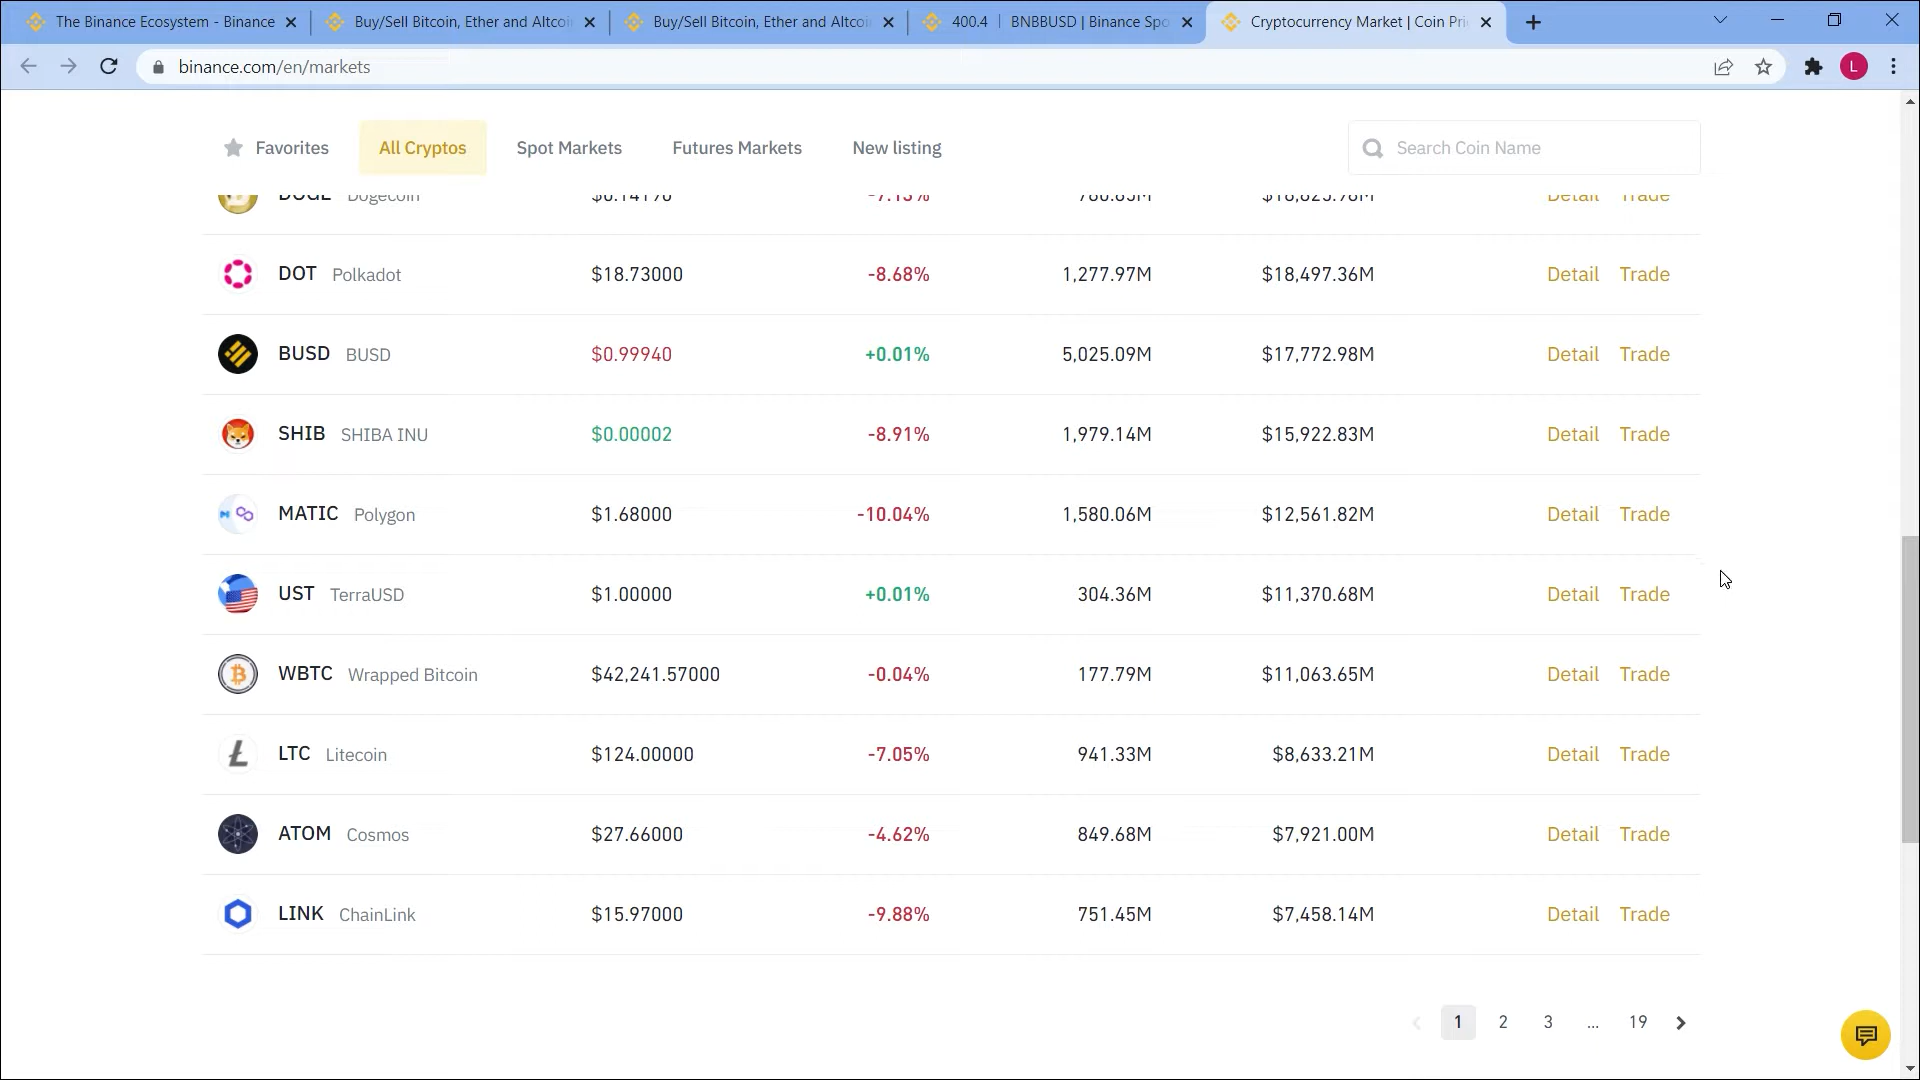 The Binance Ecosystem - Binance
Buy/Sell Bitcoin, Ether and Altcoi
Buy/Sell Bitcoin, Ether and Altcoi
400.4 | BNBBUSD | Binance Spo
Cryptocurrency Market | Coin Pri
binance.com/en/markets
L
Favorites All Cryptos Spot Markets Futures Markets New listing Search Coin Name
DOGE Dogecoin $0.14190 -7.13% Detail Trade
DOT Polkadot $18.73000 -8.68% 1,277.97M $18,497.36M Detail Trade
BUSD BUSD $0.99940 +0.01% 5,025.09M $17,772.98M Detail Trade
SHIB SHIBA INU $0.00002 -8.91% 1,979.14M $15,922.83M Detail Trade
MATIC Polygon $1.68000 -10.04% 1,580.06M $12,561.82M Detail Trade
UST TerraUSD $1.00000 +0.01% 304.36M $11,370.68M Detail Trade
WBTC Wrapped Bitcoin $42,241.57000 -0.04% 177.79M $11,063.65M Detail Trade
LTC Litecoin $124.00000 -7.05% 941.33M $8,633.21M Detail Trade
ATOM Cosmos $27.66000 -4.62% 849.68M $7,921.00M Detail Trade
LINK ChainLink $15.97000 -9.88% 751.45M $7,458.14M Detail Trade
1 2 3 ... 19